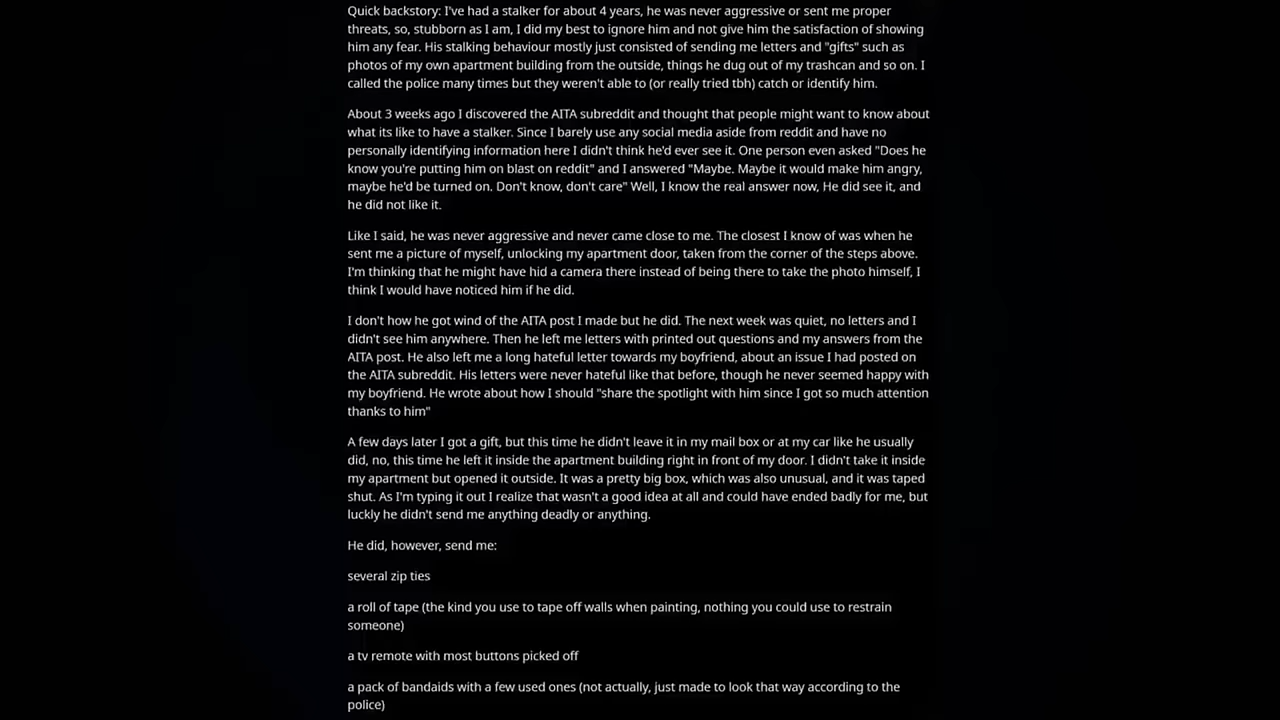 Quick backstory: I've had a stalker for about 4 years, he was never aggressive or sent me proper
threats, so, stubborn as I am, I did my best to ignore him and not give him the satisfaction of showing
him any fear. His stalking behaviour mostly just consisted of sending me letters and "gifts" such as
photos of my own apartment building from the outside, things he dug out of my trashcan and so on. I
called the police many times but they weren't able to (or really tried tbh) catch or identify him.
About 3 weeks ago I discovered the AITA subreddit and thought that people might want to know about
what its like to have a stalker. Since I barely use any social media aside from reddit and have no
personally identifying information here I didn't think he'd ever see it. One person even asked "Does he
know you're putting him on blast on reddit" and I answered "Maybe. Maybe it would make him angry,
maybe he'd be turned on. Don't know, don't care" Well, I know the real answer now, He did see it, and
he did not like it.
Like I said, he was never aggressive and never came close to me. The closest I know of was when he
sent me a picture of myself, unlocking my apartment door, taken from the corner of the steps above.
I'm thinking that he might have hid a camera there instead of being there to take the photo himself, I
think I would have noticed him if he did.
I don't how he got wind of the AITA post I made but he did. The next week was quiet, no letters and I
didn't see him anywhere. Then he left me letters with printed out questions and my answers from the
AITA post. He also left me a long hateful letter towards my boyfriend, about an issue I had posted on
the AITA subreddit. His letters were never hateful like that before, though he never seemed happy with
my boyfriend. He wrote about how I should "share the spotlight with him since I got so much attention
thanks to him"
A few days later I got a gift, but this time he didn't leave it in my mail box or at my car like he usually
did, no, this time he left it inside the apartment building right in front of my door. I didn't take it inside
my apartment but opened it outside. It was a pretty big box, which was also unusual, and it was taped
shut. As I'm typing it out I realize that wasn't a good idea at all and could have ended badly for me, but
luckily he didn't send me anything deadly or anything.
He did, however, send me:
several zip ties
a roll of tape (the kind you use to tape off walls when painting, nothing you could use to restrain
someone)
a tv remote with most buttons picked off
a pack of bandaids with a few used ones (not actually, just made to look that way according to the
police)